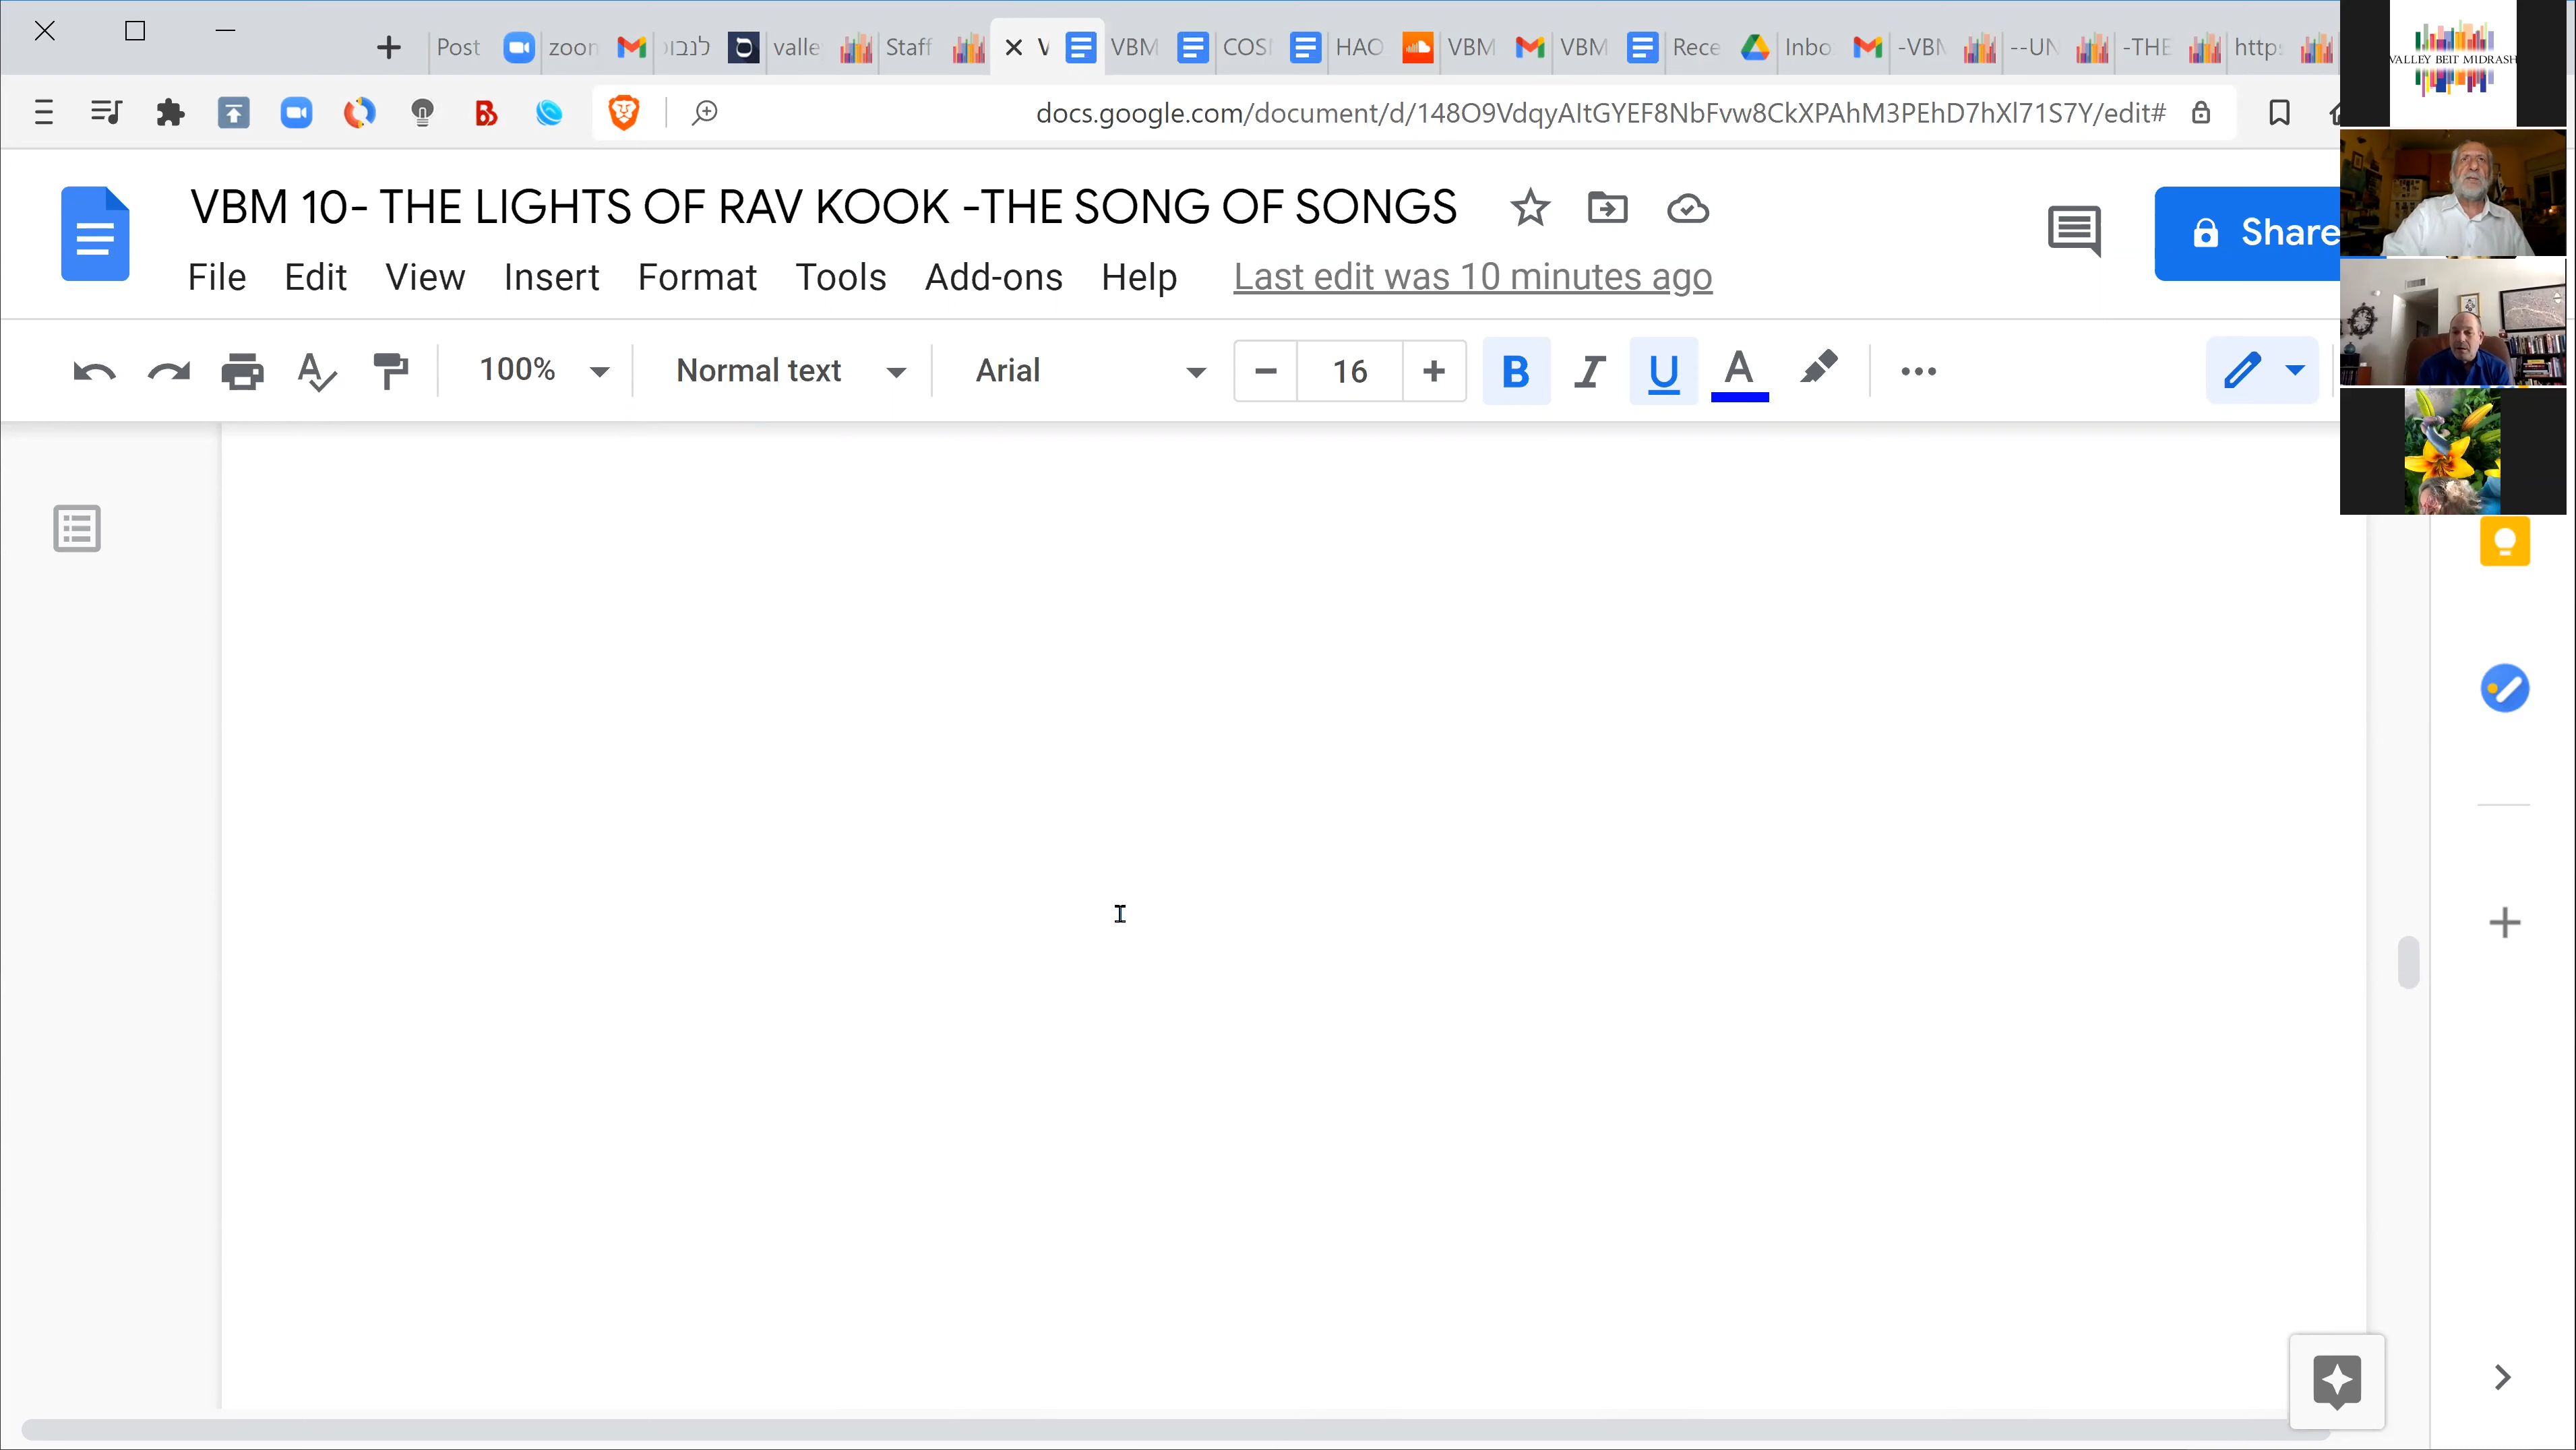 Post
zoon
לנבוי
valle
Staff
V
VBM
COS
HAO
VBM
VBM
Rece
Inbo
-VBN
--UN
-THE
http
VALLEY BEIT MIDRASH
docs.google.com/document/d/148O9VdqyAItGYEF8NbFvw8CkXPAhM3PEhD7hXl71S7Y/edit#
VBM 10- THE LIGHTS OF RAV KOOK -THE SONG OF SONGS
Share
File Edit View Insert Format Tools Add-ons Help Last edit was 10 minutes ago
100% Normal text Arial − 16 + B I U A